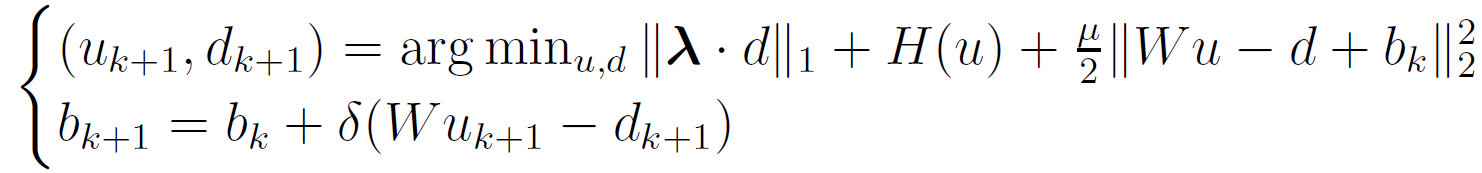 (u_{k+1}, d_{k+1}) = arg min_{u,d} ‖λ · d‖_1 + H(u) + \frac{μ}{2}‖Wu − d + b_k‖_2^2
b_{k+1} = b_k + δ(Wu_{k+1} − d_{k+1})